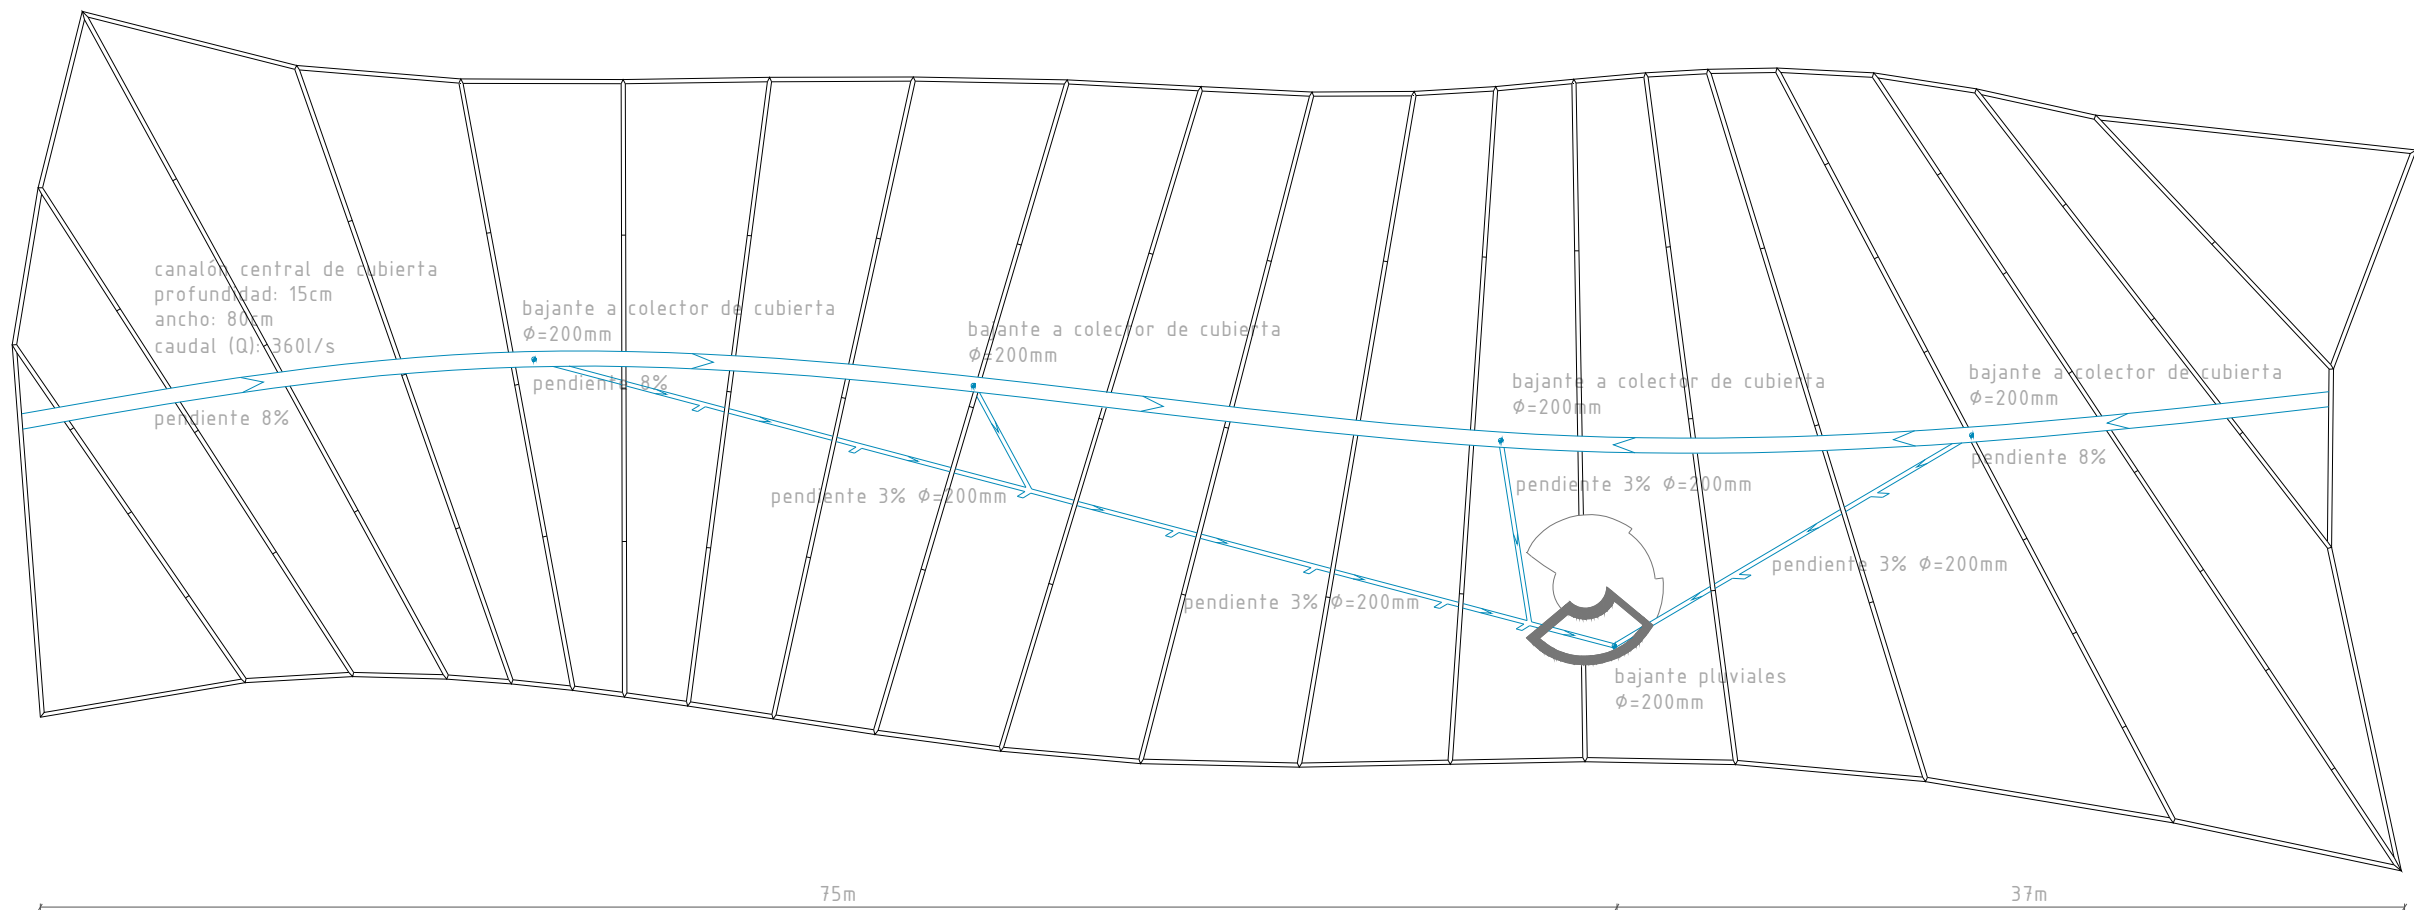 canalón central de cubierta
profundidad: 15cm
ancho: 80cm
caudal (Q): 360l/s
pendiente 8%
bajante a colector de cubierta
Φ=200mm
pendiente 8%
bajante a colector de cubierta
Φ=200mm
pendiente 3% Φ=200mm
pendiente 3% Φ=200mm
bajante a colector de cubierta
Φ=200mm
pendiente 3% Φ=200mm
bajante a colector de cubierta
Φ=200mm
pendiente 8%
pendiente 3% Φ=200mm
bajante pluviales
Φ=200mm
75m
37m